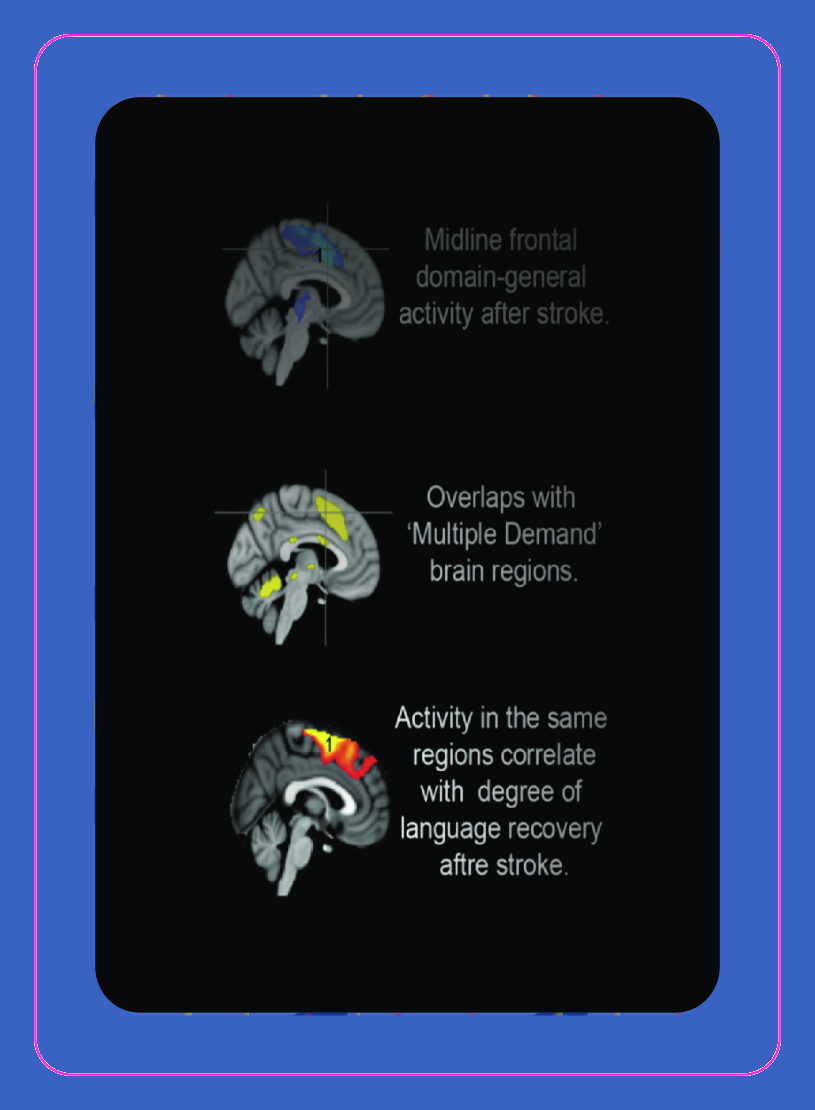 1
Midline frontal
domain-general
activity after stroke.
Overlaps with
‘Multiple Demand’
brain regions.
1
Activity in the same
regions correlate
with  degree of
language recovery
aftre stroke.